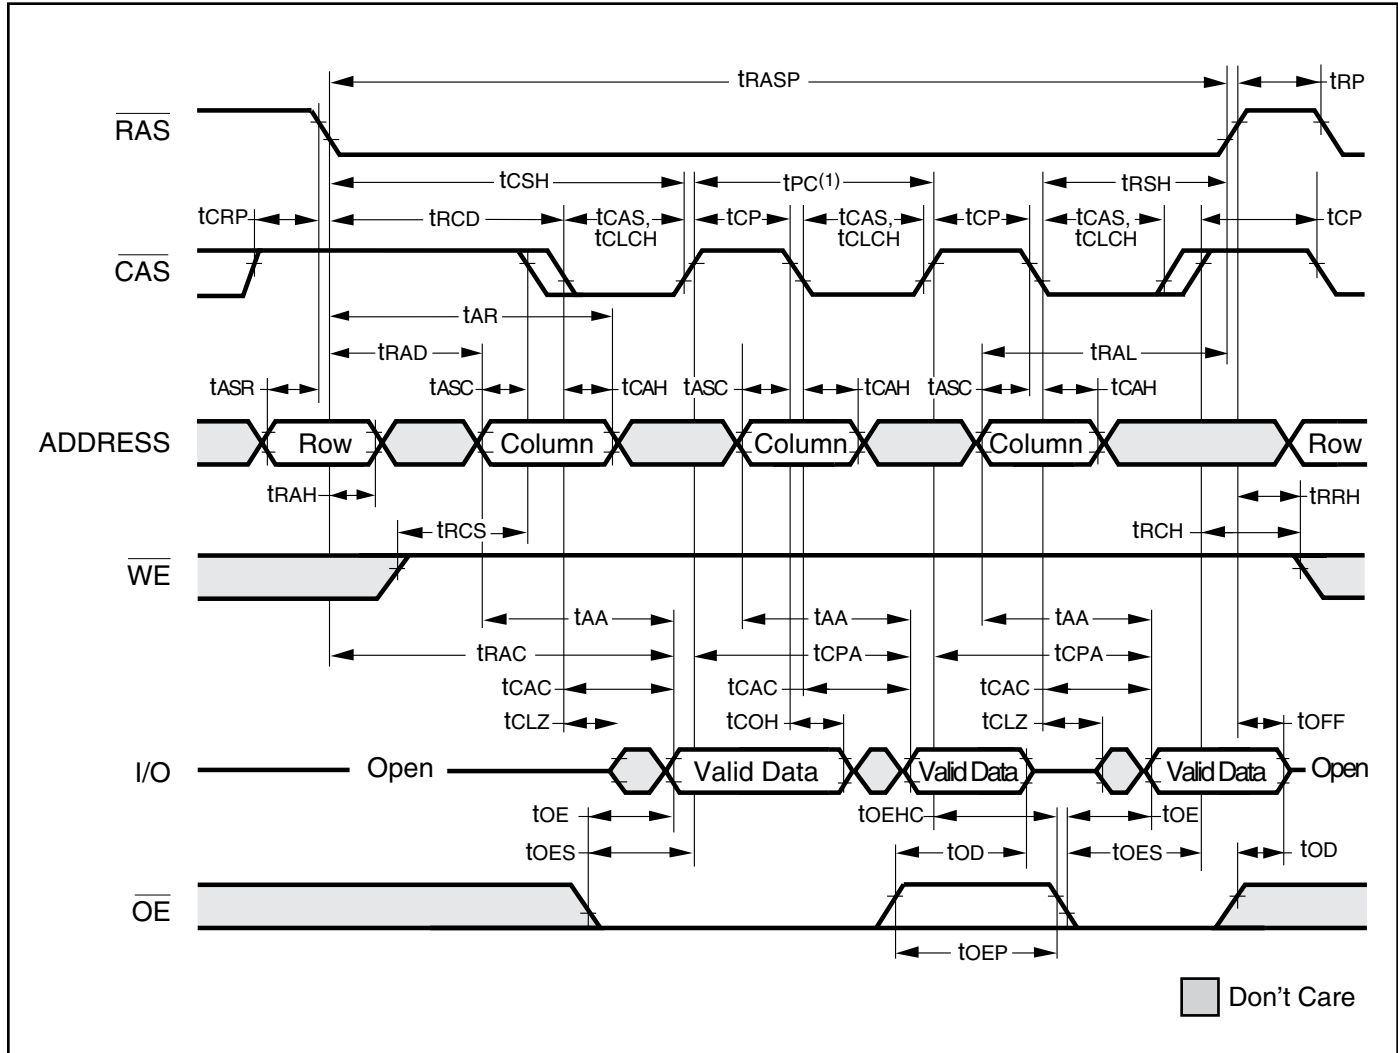 tRASP tRP
RAS
tCSH tPC(1) tRSH
tCRP tRCD tCAS, tCLCH tCP tCAS, tCLCH tCP tCAS, tCLCH tCP
CAS
tAR
tRAD tRAL
tASR tASC tCAH tASC tCAH tASC tCAH
ADDRESS Row Column Column Column Row
tRAH tRRH
tRCS tRCH
WE
tAA tAA tAA
tRAC tCPA tCPA
tCAC tCAC tCAC
tCLZ tCOH tCLZ tOFF
I/O Open Valid Data Valid Data Valid Data Open
tOE tOEHC tOE
tOES tOD tOES tOD
OE
tOEP
Don't Care